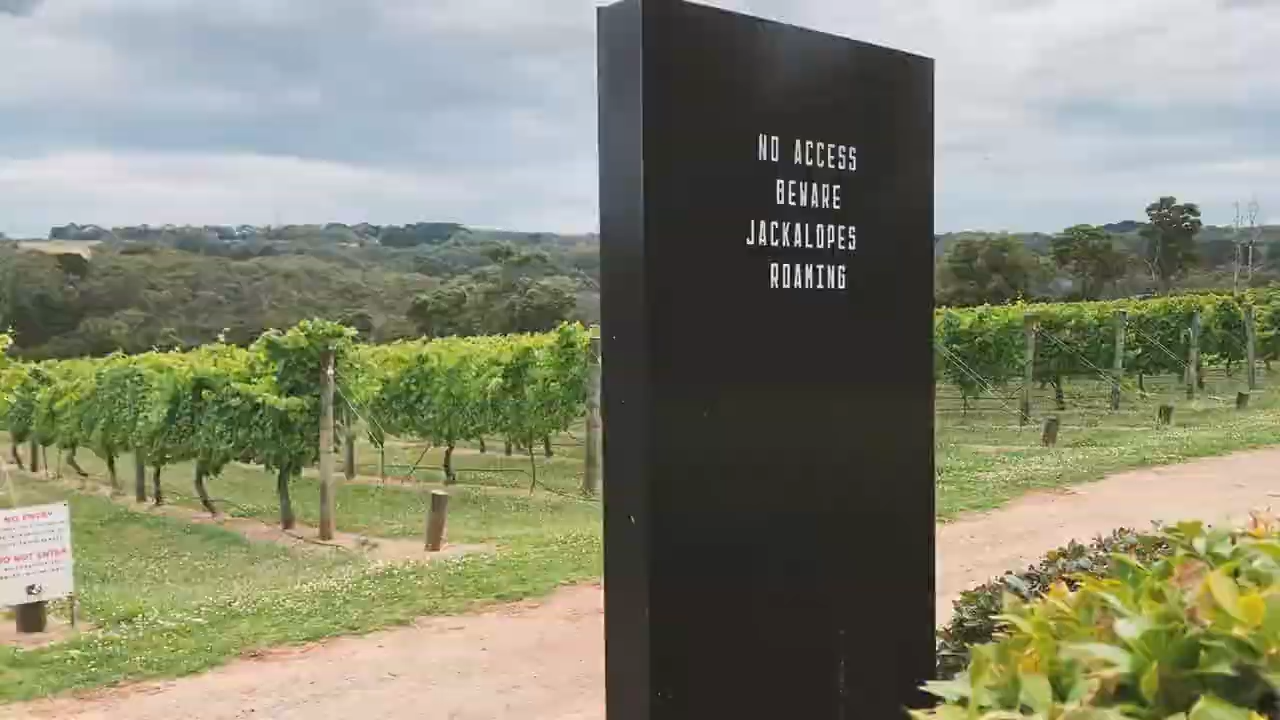 NO ACCESS
BEWARE
JACKALOPES
ROAMING
NO ENTRY
DO NOT ENTER